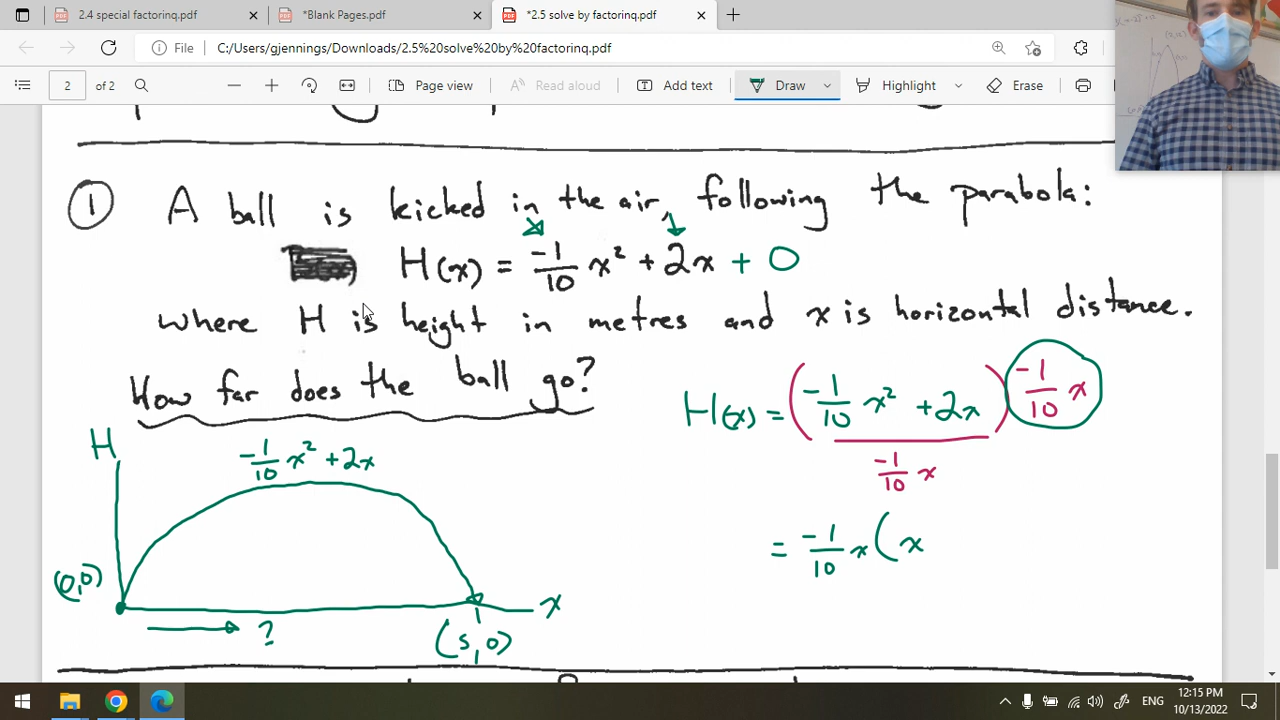 2.4 special factoring.pdf
*Blank Pages.pdf
*2.5 solve by factoring.pdf
File C:/Users/gjennings/Downloads/2.5%20solve%20by%20factoring.pdf
2 of 2 Page view Read aloud Add text Draw Highlight Erase
① A ball is kicked in the air, following the parabola:
H(x) = -1/10 x² + 2x + 0
where H is height in metres and x is horizontal distance.
How far does the ball go?
H
-1/10 x² + 2x
(0,0)
?
x
(s, 0)
H(x) = (-1/10 x² + 2x) -1/10 x
-1/10 x
= -1/10 x (x
ENG
12:15 PM
10/13/2022